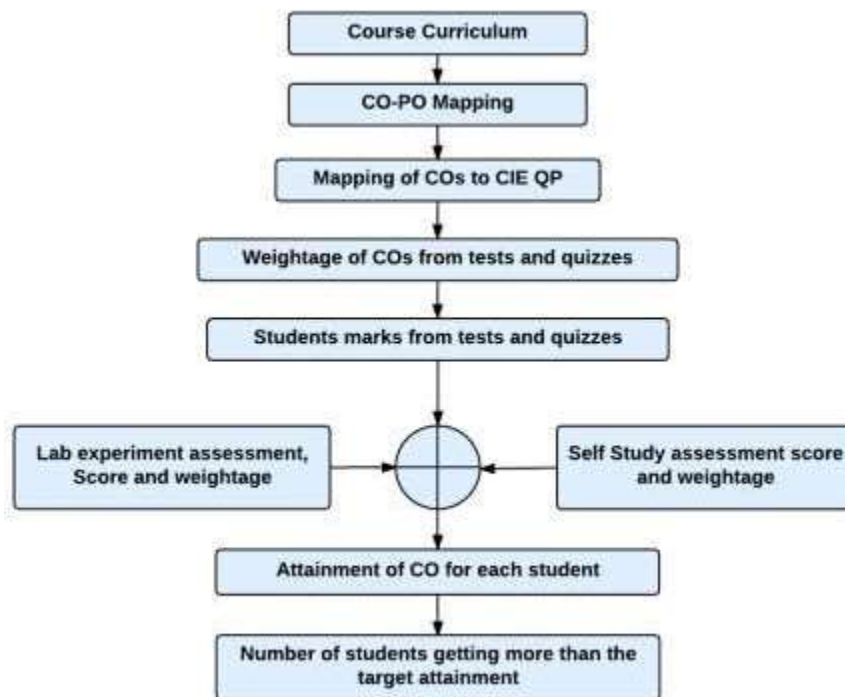 Course Curriculum
CO-PO Mapping
Mapping of COs to CIE QP
Weightage of COs from tests and quizzes
Students marks from tests and quizzes
Lab experiment assessment,
Score and weightage
Self Study assessment score
and weightage
Attainment of CO for each student
Number of students getting more than the
target attainment